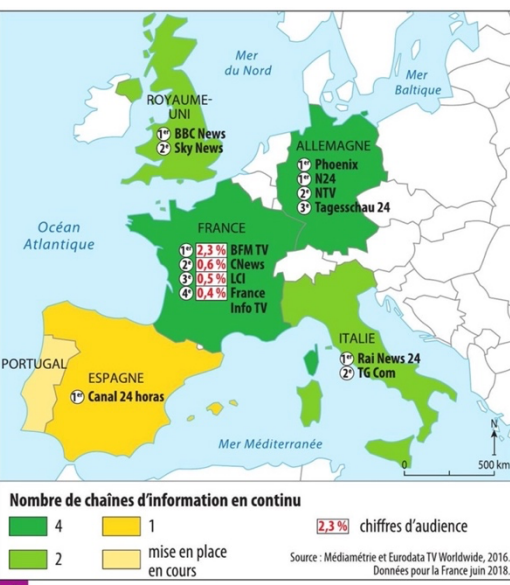 Mer
du Nord
Mer
Baltique
ROYAUME-
UNI
1er BBC News
2e Sky News
ALLEMAGNE
1er Phoenix
1er N24
2e NTV
3e Tagesschau 24
Océan
Atlantique
FRANCE
1er 2,3 % BFM TV
2e 0,6 % CNews
3e 0,5 % LCI
4e 0,4 % France
Info TV
ITALIE
1er Rai News 24
2e TG Com
PORTUGAL
ESPAGNE
1er Canal 24 horas
Mer Méditerranée
N
0 500 km
Nombre de chaînes d'information en continu
4
1
2,3 % chiffres d'audience
2
mise en place
en cours
Source : Médiamétrie et Eurodata TV Worldwide, 2016.
Données pour la France juin 2018.